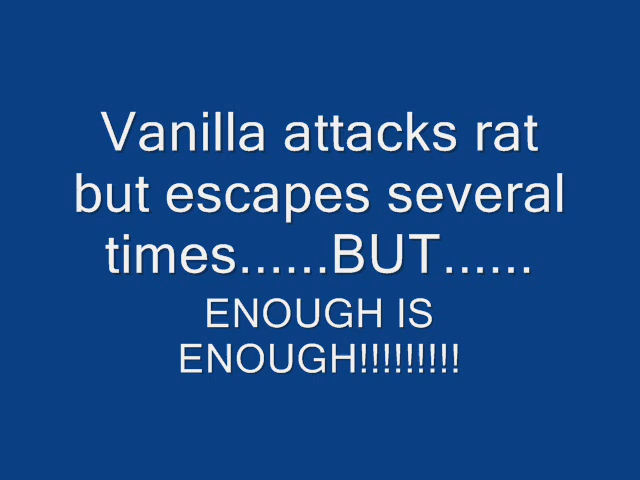 Vanilla attacks rat
but escapes several
times......BUT......
ENOUGH IS
ENOUGH!!!!!!!!!